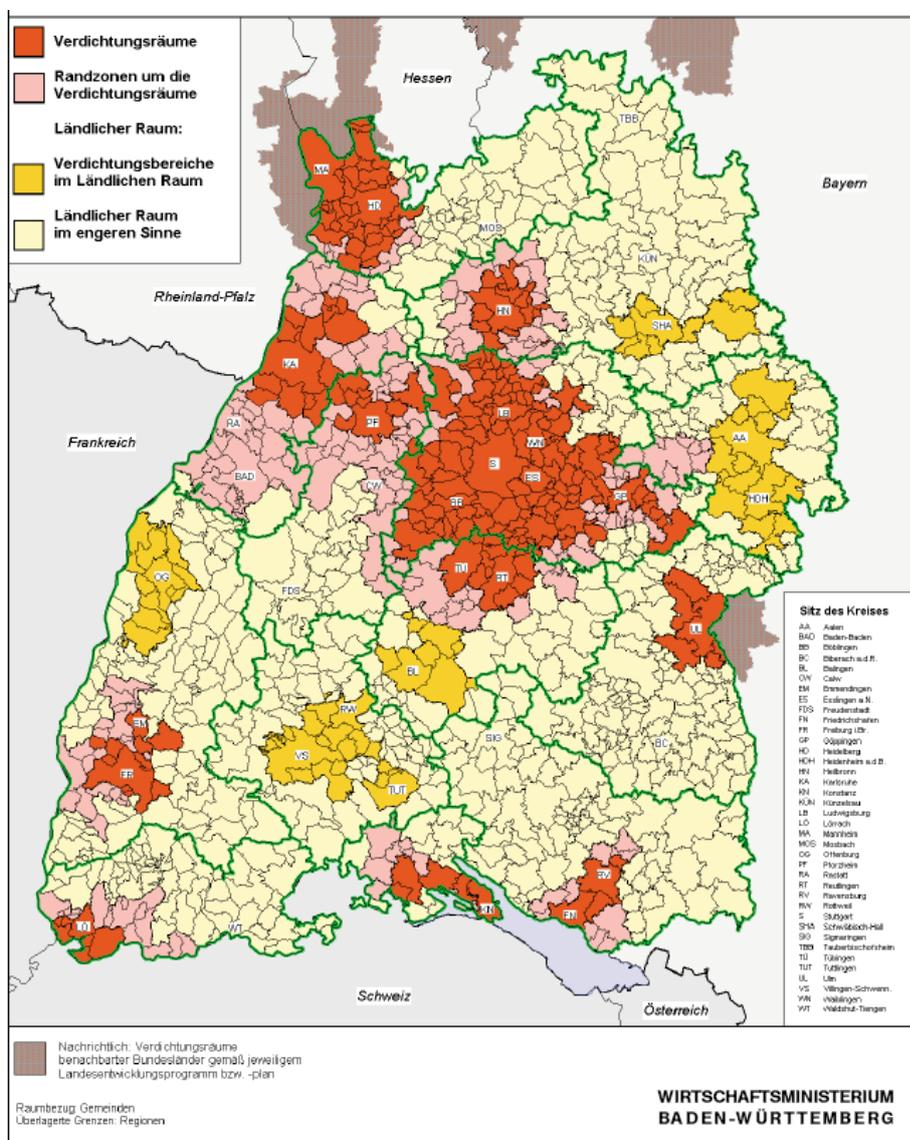 Verdichtungsräume
Randzonen um die
Verdichtungsräume
Ländlicher Raum:
Verdichtungsbereiche
im Ländlichen Raum
Ländlicher Raum
im engeren Sinne
Hessen
Bayern
Rheinland-Pfalz
Frankreich
Schweiz
Österreich
TBB
MA
HD
MOS
KÜN
HN
SHA
KA
PF
LB
RA
WN
AA
S
BAD
CW
ES
BB
GP
HDH
OG
TÜ
RT
FDS
UL
BL
RW
EM
SIG
BC
VS
FR
TUT
RV
KN
FN
LÖ
WT
Sitz des Kreises
AA Aalen
BAD Baden-Baden
BB Böblingen
BC Biberach a.d.R.
BL Balingen
CW Calw
EM Emmendingen
ES Esslingen a.N.
FDS Freudenstadt
FN Friedrichshafen
FR Freiburg i.Br.
GP Göppingen
HD Heidelberg
HDH Heidenheim a.d.B.
HN Heilbronn
KA Karlsruhe
KN Konstanz
KÜN Künzelsau
LB Ludwigsburg
LÖ Lörrach
MA Mannheim
MOS Mosbach
OG Offenburg
PF Pforzheim
RA Rastatt
RT Reutlingen
RV Ravensburg
RW Rottweil
S Stuttgart
SHA Schwäbisch-Hall
SIG Sigmaringen
TBB Tauberbischofsheim
TÜ Tübingen
TUT Tuttlingen
UL Ulm
VS Villingen-Schwenn.
WN Waiblingen
WT Waldshut-Tiengen
Nachrichtlich: Verdichtungsräume
benachbarter Bundesländer gemäß jeweiligem
Landesentwicklungsprogramm bzw. -plan
Raumbezug: Gemeinden
Überlagerte Grenzen: Regionen
WIRTSCHAFTSMINISTERIUM
BADEN-WÜRTTEMBERG